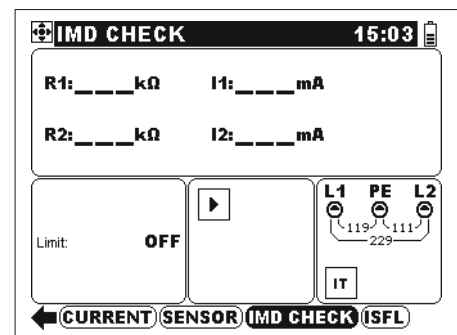 IMD CHECK 15:03
R1:___kΩ I1:___mA
R2:___kΩ I2:___mA
L1 PE L2
119 111
229
Limit: OFF
IT
CURRENT SENSOR IMD CHECK ISFL